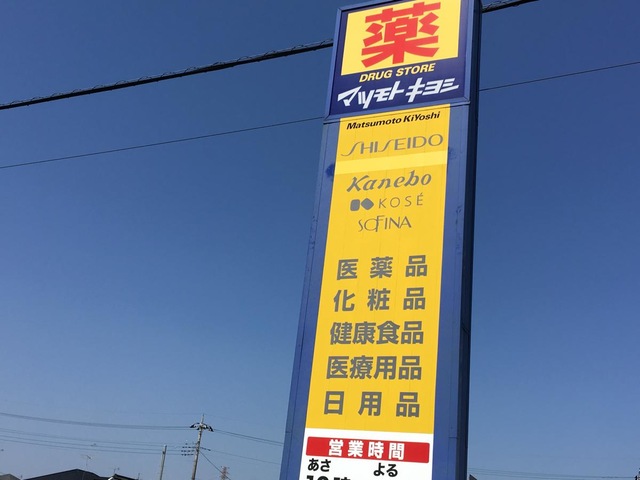 薬
DRUG STORE
マツモトキヨシ
Matsumoto KiYoshi
SHISEIDO
Kanebo
KOSÉ
SOFINA
医薬品
化粧品
健康食品
医療用品
日用品
営業時間
あさ よる